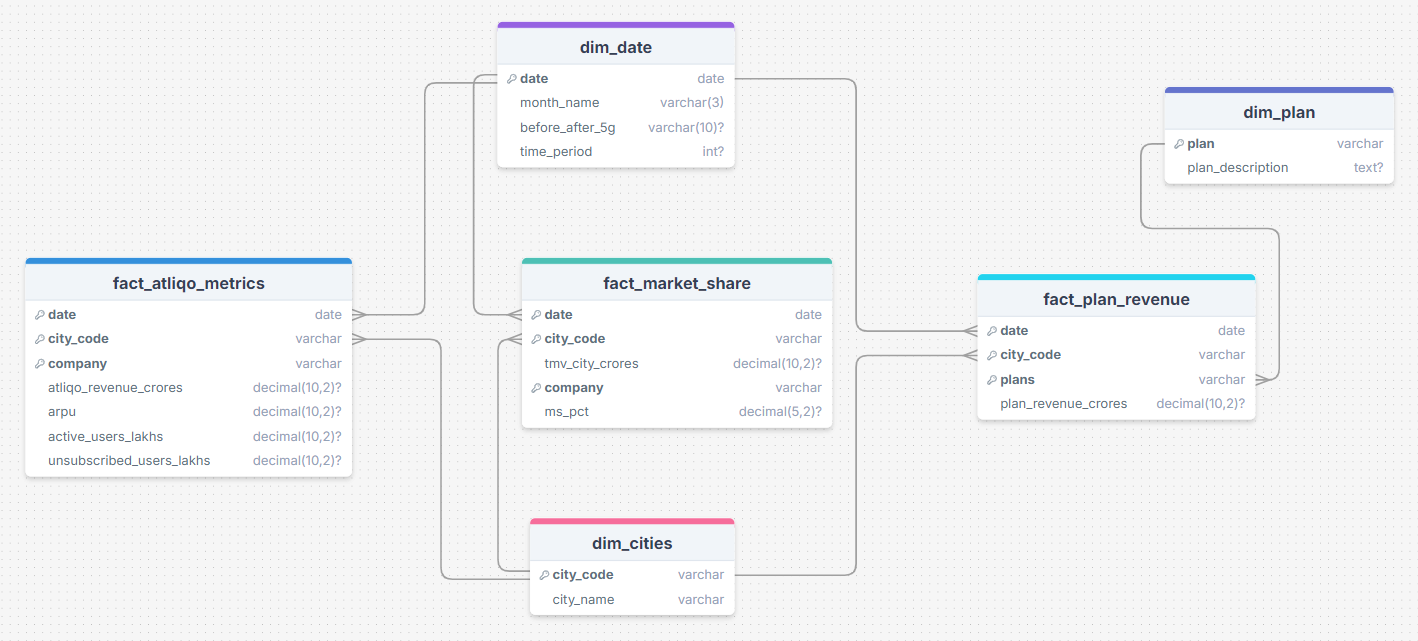 dim_date
date date
month_name varchar(3)
before_after_5g varchar(10)?
time_period int?
dim_plan
plan varchar
plan_description text?
fact_atliqo_metrics
date date
city_code varchar
company varchar
atliqo_revenue_crores decimal(10,2)?
arpu decimal(10,2)?
active_users_lakhs decimal(10,2)?
unsubscribed_users_lakhs decimal(10,2)?
fact_market_share
date date
city_code varchar
tmv_city_crores decimal(10,2)?
company varchar
ms_pct decimal(5,2)?
fact_plan_revenue
date date
city_code varchar
plans varchar
plan_revenue_crores decimal(10,2)?
dim_cities
city_code varchar
city_name varchar